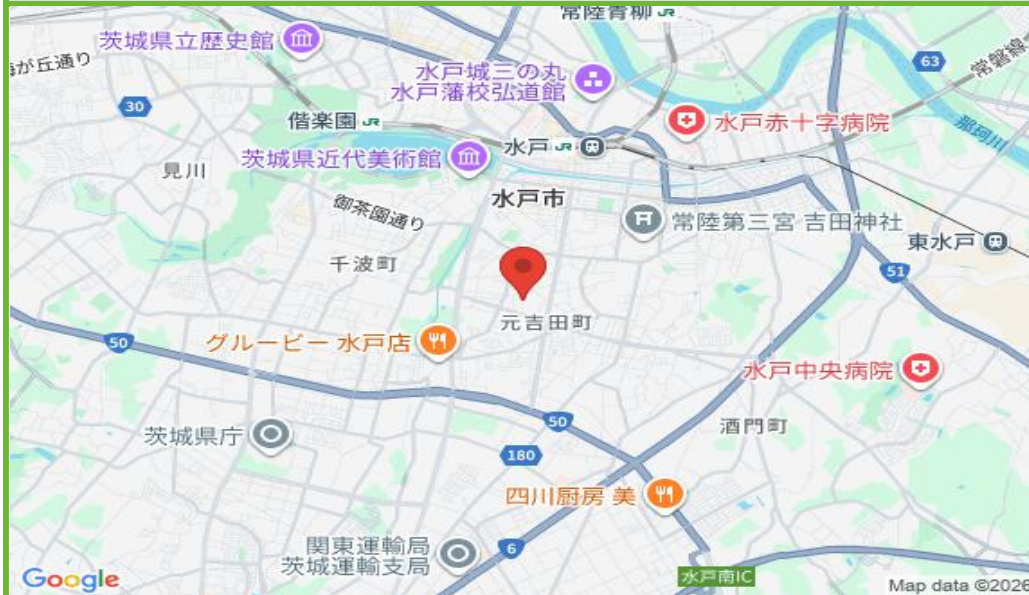 常陸青柳 JR
茨城県立歴史館
が丘通り
水戸城三の丸
水戸藩校弘道館
63
常磐線
30
偕楽園 JR
水戸赤十字病院
那珂川
茨城県近代美術館
水戸 JR
見川
水戸市
御茶園通り
常陸第三宮 吉田神社
東水戸
千波町
51
元吉田町
50
グルービー 水戸店
水戸中央病院
50
茨城県庁
酒門町
180
四川厨房 美
関東運輸局
茨城運輸支局
6
水戸南IC
Google
Map data ©2026